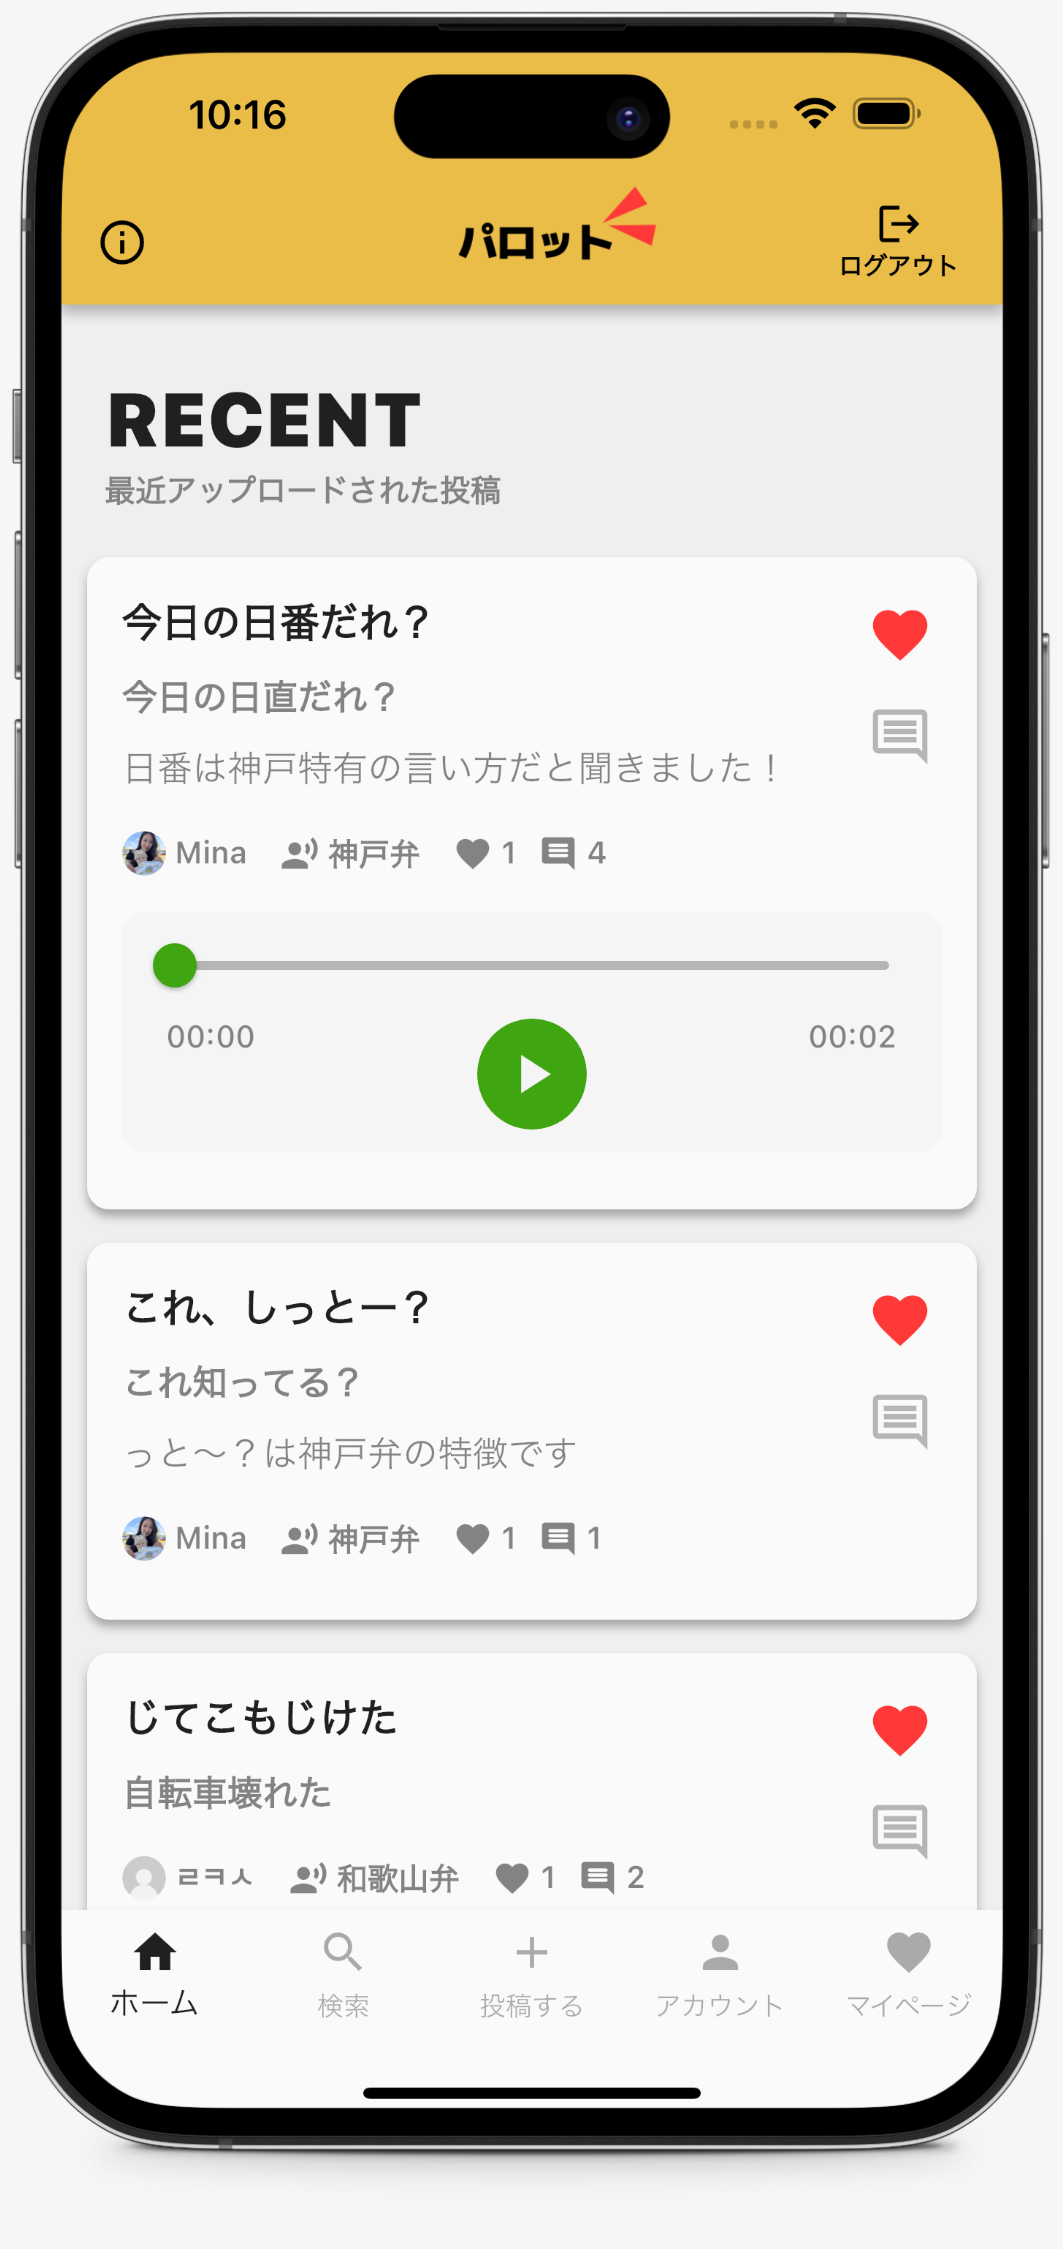 10:16
パロット
ログアウト
RECENT
最近アップロードされた投稿
今日の日番だれ？
今日の日直だれ？
日番は神戸特有の言い方だと聞きました！
Mina 神戸弁 1 4
00:00 00:02
これ、しっとー？
これ知ってる？
っと〜？は神戸弁の特徴です
Mina 神戸弁 1 1
じてこもじけた
自転車壊れた
ㄹㅋㅅ 和歌山弁 1 2
ホーム 検索 投稿する アカウント マイページ